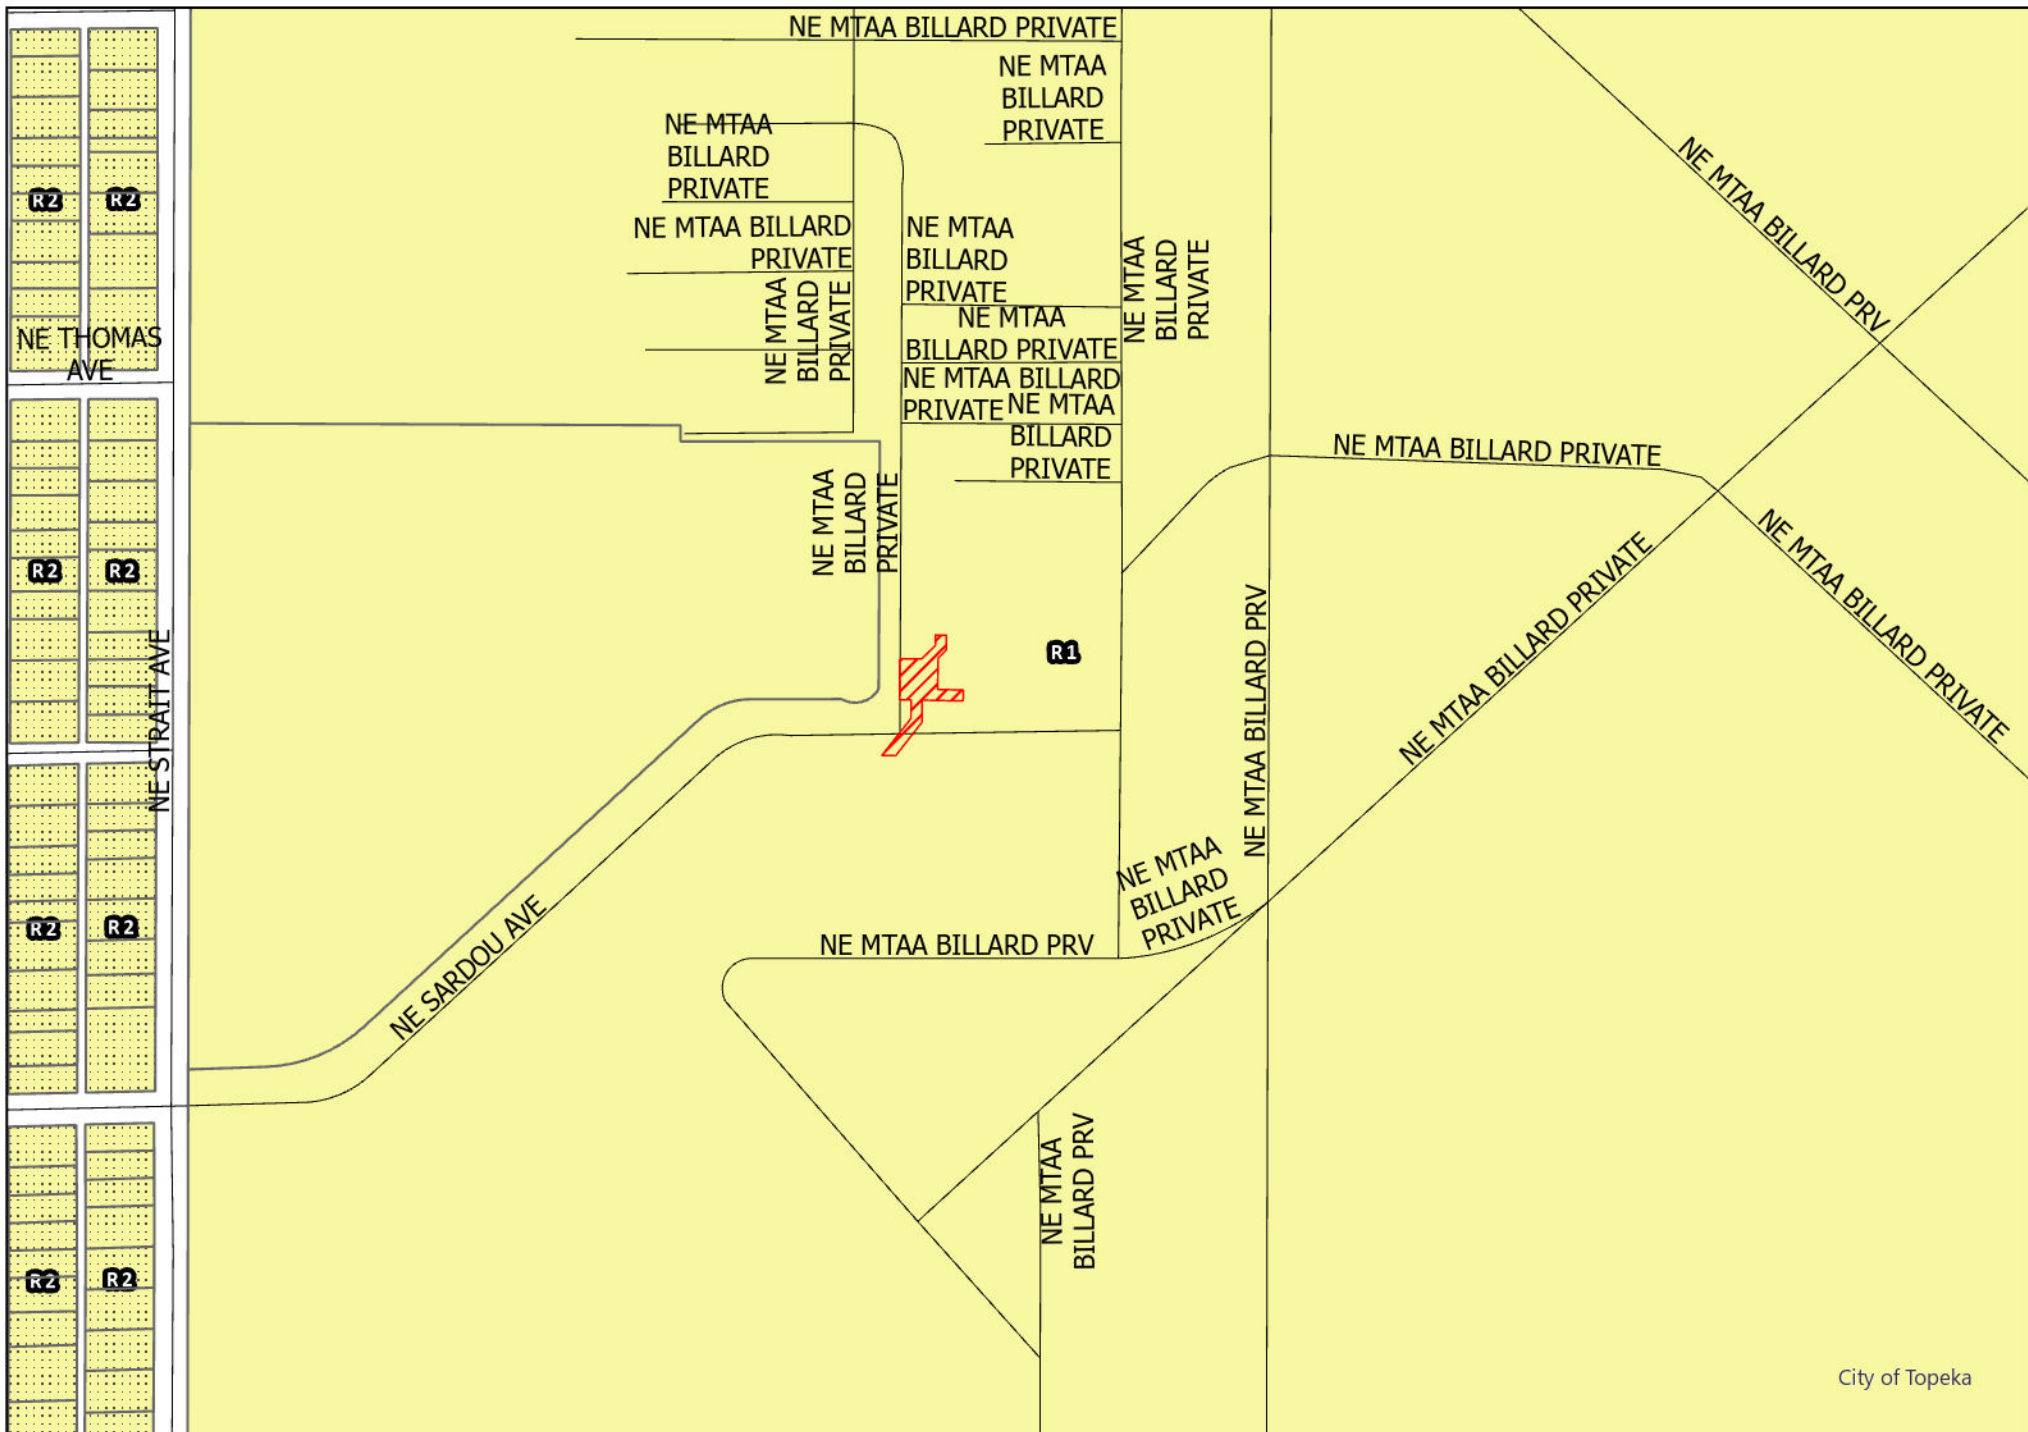 NE MTAA BILLARD PRIVATE
NE MTAA
BILLARD
PRIVATE
NE MTAA
BILLARD
PRIVATE
NE MTAA BILLARD PRV
R2
R2
NE MTAA BILLARD
PRIVATE
NE MTAA
BILLARD
PRIVATE
NE MTAA
BILLARD
PRIVATE
NE MTAA
BILLARD
PRIVATE
NE MTAA
BILLARD PRIVATE
NE THOMAS
AVE
NE MTAA BILLARD
PRIVATE
NE MTAA
BILLARD
PRIVATE
NE MTAA BILLARD PRIVATE
NE MTAA
BILLARD
PRIVATE
R2
R2
NE MTAA BILLARD PRIVATE
NE MTAA BILLARD PRIVATE
NE MTAA BILLARD PRV
R1
NE STRAIT AVE
NE MTAA
BILLARD
PRIVATE
R2
R2
NE SARDOU AVE
NE MTAA BILLARD PRV
NE MTAA
BILLARD PRV
R2
R2
City of Topeka